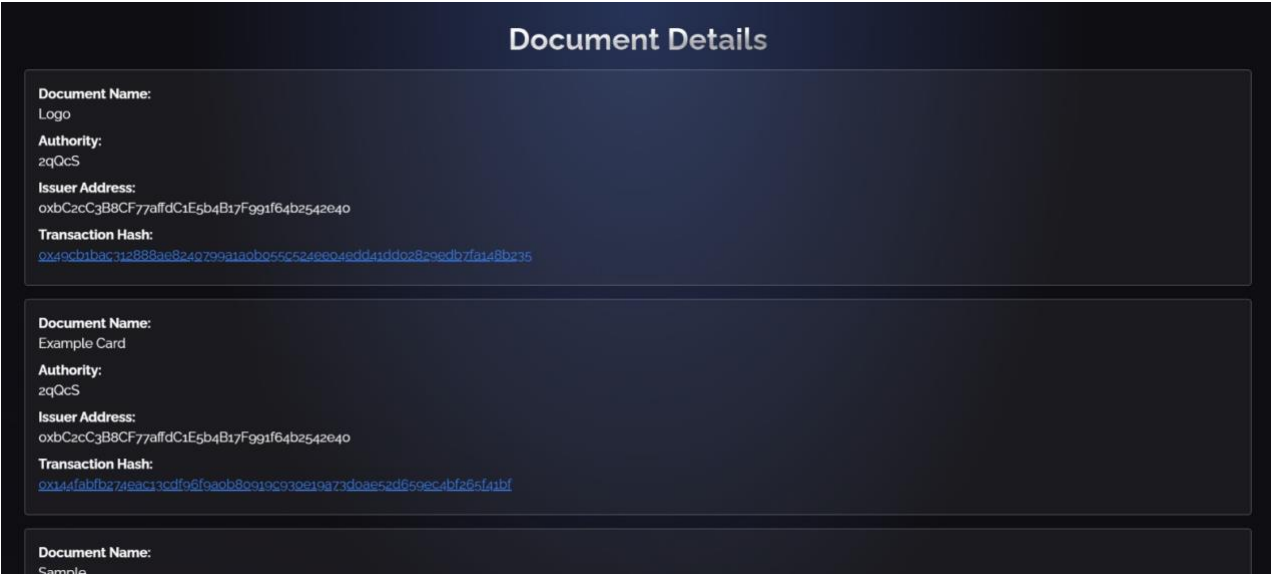 Document Details
Document Name:
Logo
Authority:
2qQcS
Issuer Address:
0xbC2cC3B8CF77affdC1E5b4B17F991f64b2542e40
Transaction Hash:
0x49cb1bac312888ae8240799a1a0b055c524ee04edd41dd02829edb7fa148b235
Document Name:
Example Card
Authority:
2qQcS
Issuer Address:
0xbC2cC3B8CF77affdC1E5b4B17F991f64b2542e40
Transaction Hash:
0x144fabfb274eac13cdf96f9a0b80919c930e19a73d0ae52d659ec4bf265f41bf
Document Name:
Sample